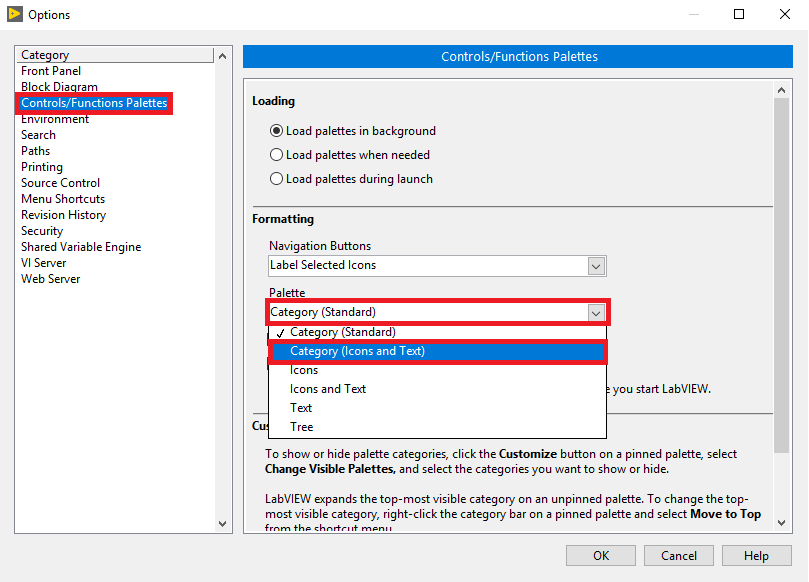 Options
Category
Front Panel
Block Diagram
Controls/Functions Palettes
Environment
Search
Paths
Printing
Source Control
Menu Shortcuts
Revision History
Security
Shared Variable Engine
VI Server
Web Server
Controls/Functions Palettes
Loading
Load palettes in background
Load palettes when needed
Load palettes during launch
Formatting
Navigation Buttons
Label Selected Icons
Palette
Category (Standard)
Category (Standard)
Category (Icons and Text)
Icons
Icons and Text
you start LabVIEW.
Text
Tree
To show or hide palette categories, click the Customize button on a pinned palette, select
Change Visible Palettes, and select the categories you want to show or hide.
LabVIEW expands the top-most visible category on an unpinned palette. To change the top-
most visible category, right-click the category bar on a pinned palette and select Move to Top
from the shortcut menu.
OK
Cancel
Help